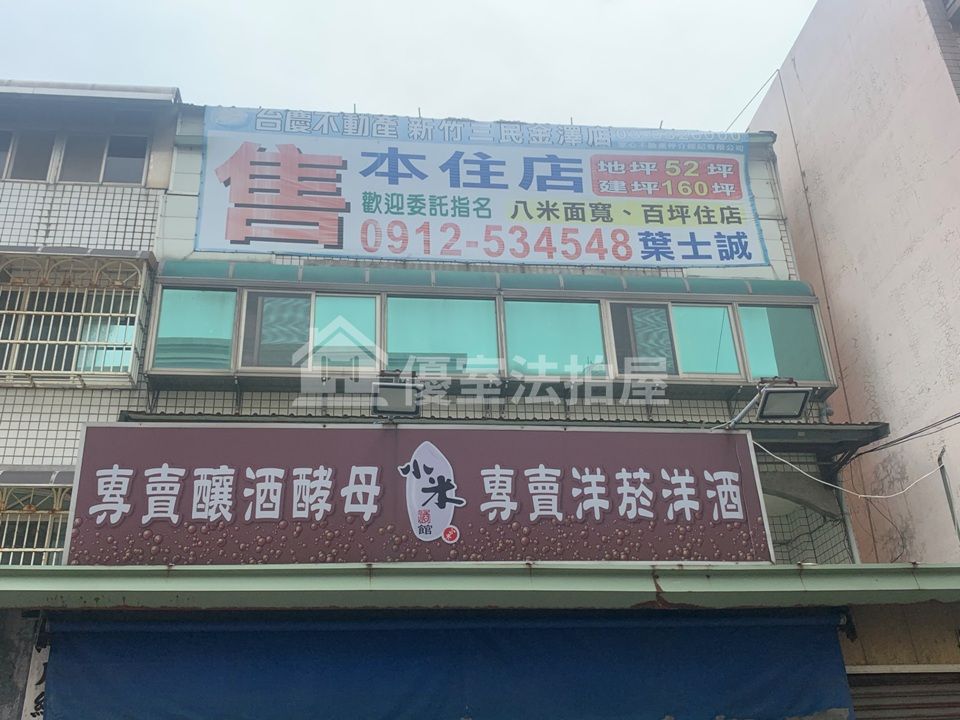 台慶不動產 新竹三民金澤店
售
本住店
地坪52坪
建坪160坪
歡迎委託指名
八米面寬、百坪住店
0912-534548
葉士誠
優室法拍屋
專賣釀酒酵母
小米
酒館
專賣洋菸洋酒